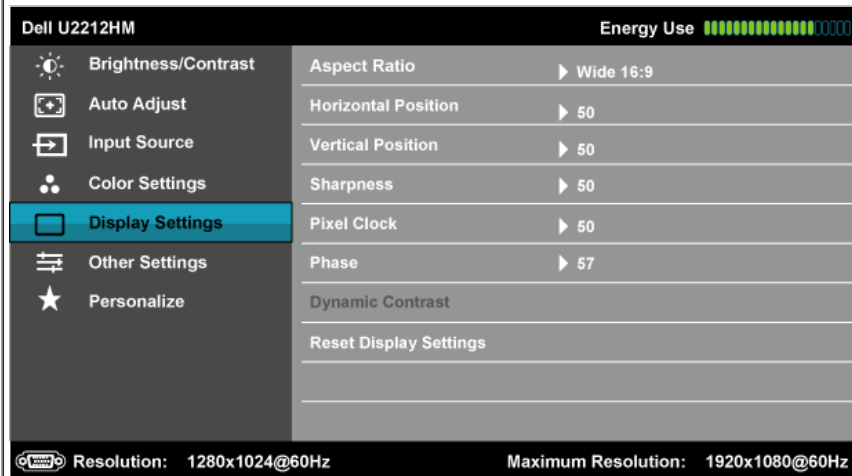 Dell U2212HM Energy Use
Brightness/Contrast
Auto Adjust
Input Source
Color Settings
Display Settings
Other Settings
Personalize
Aspect Ratio Wide 16:9
Horizontal Position 50
Vertical Position 50
Sharpness 50
Pixel Clock 50
Phase 57
Dynamic Contrast
Reset Display Settings
Resolution: 1280x1024@60Hz Maximum Resolution: 1920x1080@60Hz